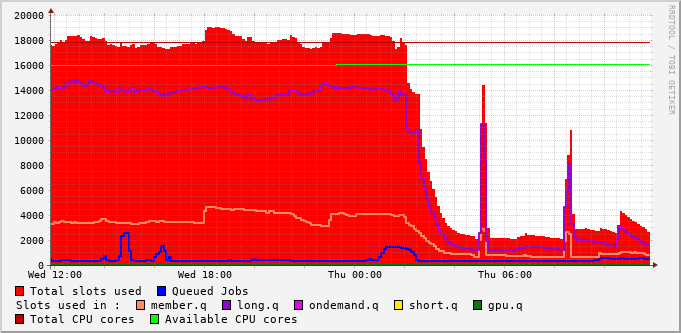 20000
18000
16000
14000
12000
10000
8000
6000
4000
2000
0
Wed 12:00 Wed 18:00 Thu 00:00 Thu 06:00
RRDTOOL / TOBI OETIKER
Total slots used Queued Jobs
Slots used in : member.q long.q ondemand.q short.q gpu.q
Total CPU cores Available CPU cores